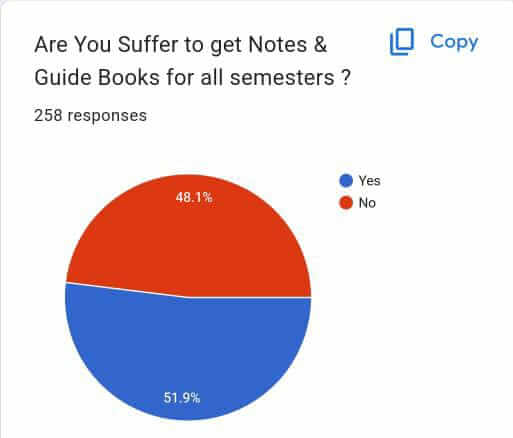 Are You Suffer to get Notes &
Guide Books for all semesters ?
Copy
258 responses
Yes
No
48.1%
51.9%